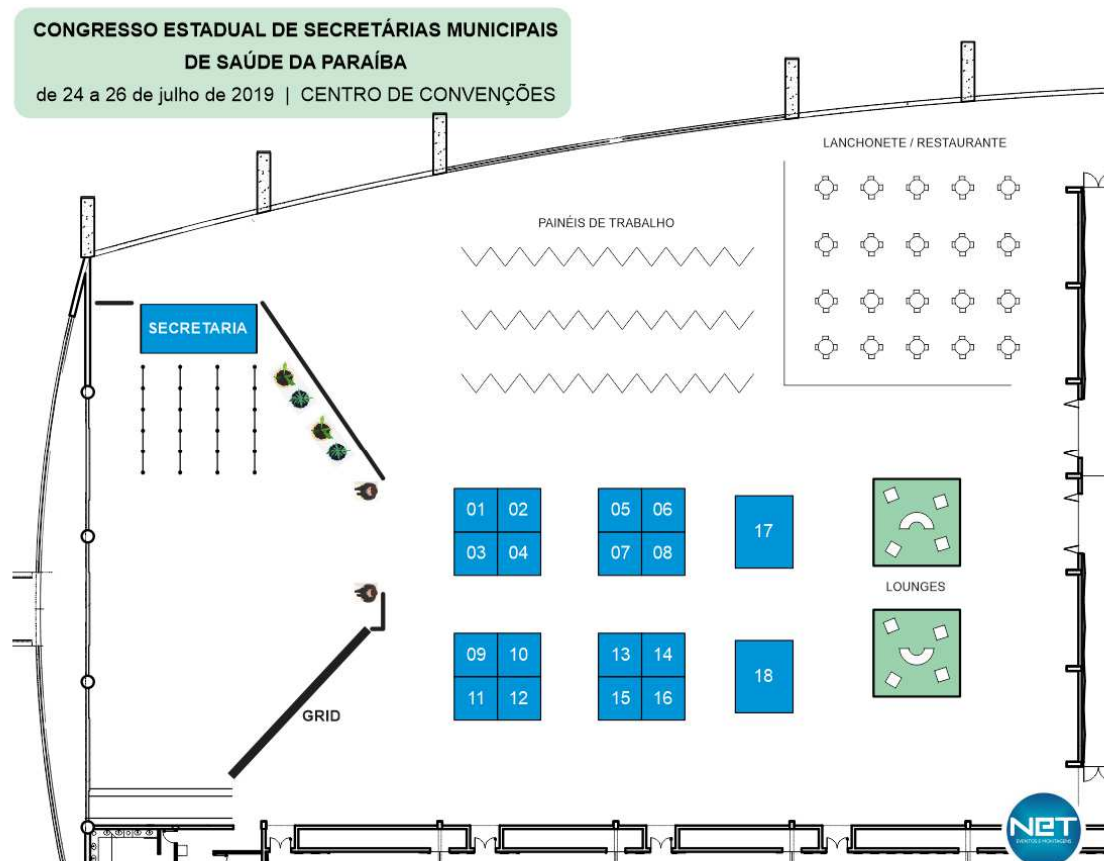 CONGRESSO ESTADUAL DE SECRETÁRIAS MUNICIPAIS
DE SAÚDE DA PARAÍBA
de 24 a 26 de julho de 2019 | CENTRO DE CONVENÇÕES
LANCHONETE / RESTAURANTE
PAINÉIS DE TRABALHO
SECRETARIA
01 02
03 04
05 06
07 08
17
LOUNGES
09 10
11 12
13 14
15 16
18
GRID
NET
EVENTOS E MONTAGENS